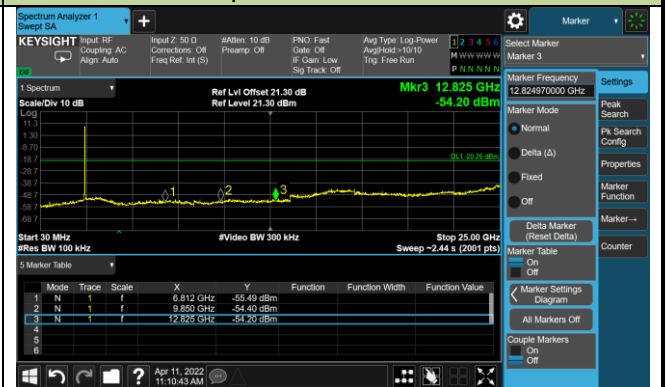 Spectrum Analyzer 1
Swept SA
+
Marker
KEYSIGHT
Input: RF
Coupling: AC
Align: Auto
Input Z: 50 Ω
Corrections: Off
Freq Ref: Int (S)
#Atten: 10 dB
Preamp: Off
PNO: Fast
Gate: Off
IF Gain: Low
Sig Track: Off
Avg Type: Log-Power
Avg|Hold:>10/10
Trig: Free Run
1 2 3 4 5 6
M W W W W W
P N N N N N
Select Marker
Marker 3
1 Spectrum
Scale/Div 10 dB
Log
Ref Lvl Offset 21.30 dB
Ref Level 21.30 dBm
Mkr3 12.825 GHz
-54.20 dBm
11.3
1.30
-8.70
-18.7
-28.7
-38.7
-48.7
-58.7
-68.7
DL1 -20.26 dBm
1
2
3
Start 30 MHz
#Res BW 100 kHz
#Video BW 300 kHz
Stop 25.00 GHz
Sweep ~2.44 s (2001 pts)
5 Marker Table
Mode Trace Scale X Y Function Function Width Function Value
1 N 1 f 6.812 GHz -55.49 dBm
2 N 1 f 9.850 GHz -54.40 dBm
3 N 1 f 12.825 GHz -54.20 dBm
4
5
6
Marker Frequency
12.824970000 GHz
Marker Mode
Normal
Delta (Δ)
Fixed
Off
Delta Marker
(Reset Delta)
Marker Table
On
Off
Marker Settings
Diagram
All Markers Off
Couple Markers
On
Off
Settings
Peak
Search
Pk Search
Config
Properties
Marker
Function
Marker→
Counter
?
Apr 11, 2022
11:10:43 AM